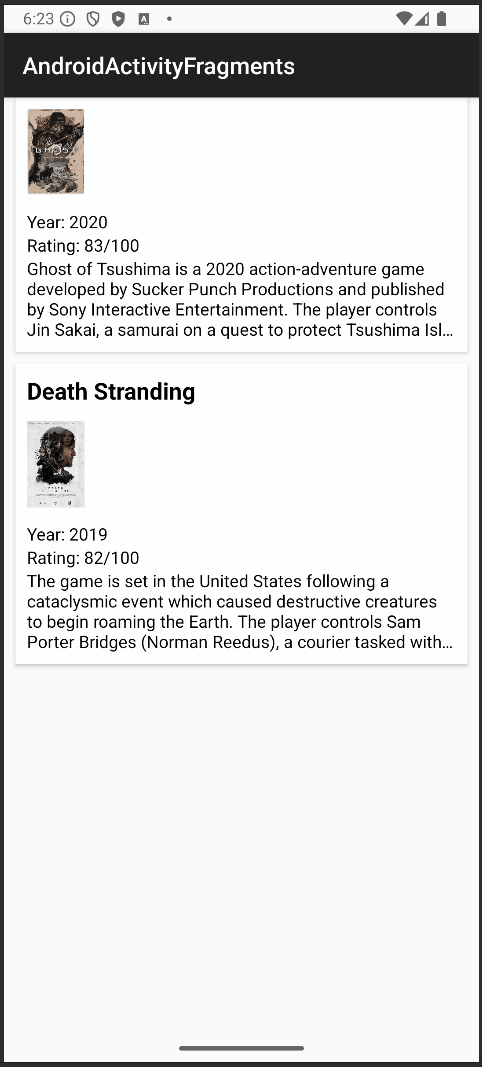 6:23
AndroidActivityFragments
GHOST
Year: 2020
Rating: 83/100
Ghost of Tsushima is a 2020 action-adventure game
developed by Sucker Punch Productions and published
by Sony Interactive Entertainment. The player controls
Jin Sakai, a samurai on a quest to protect Tsushima Isl...
Death Stranding
Year: 2019
Rating: 82/100
The game is set in the United States following a
cataclysmic event which caused destructive creatures
to begin roaming the Earth. The player controls Sam
Porter Bridges (Norman Reedus), a courier tasked with...